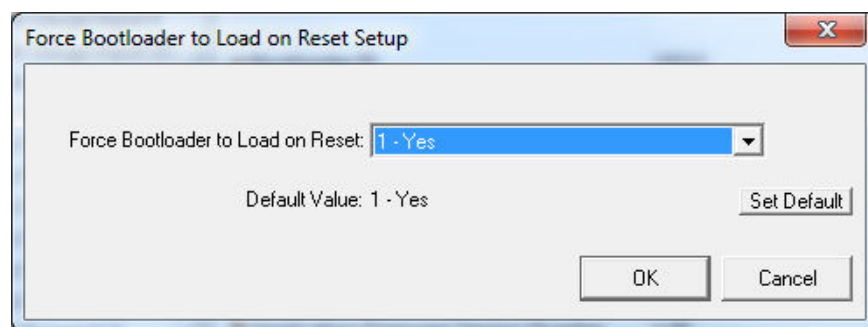 Force Bootloader to Load on Reset Setup
Force Bootloader to Load on Reset: 1 - Yes
Default Value: 1 - Yes Set Default
OK Cancel